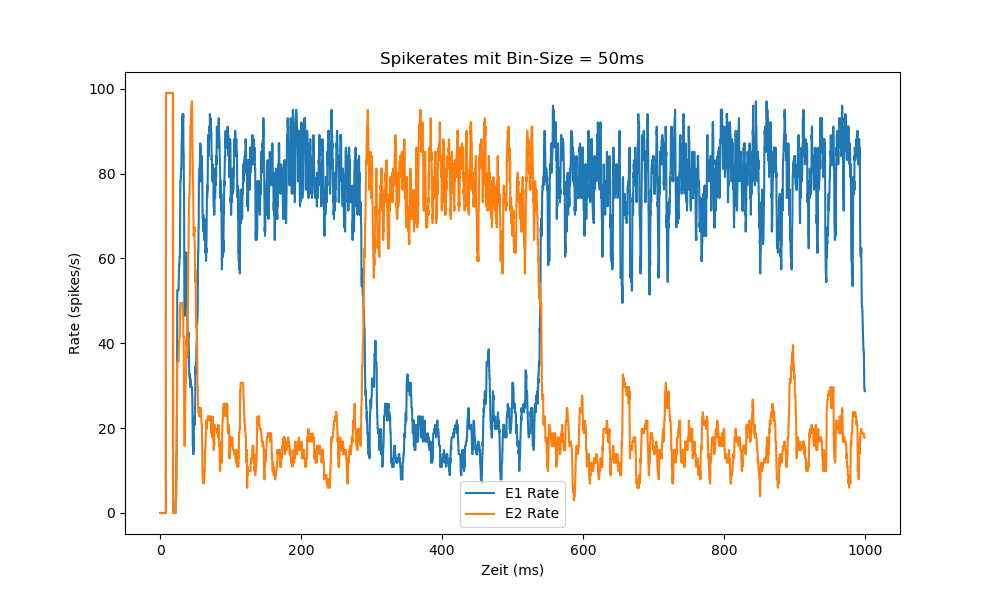 Spikerates mit Bin-Size = 50ms
Rate (spikes/s)
100
80
60
40
20
0
E1 Rate
E2 Rate
0 200 400 600 800 1000
Zeit (ms)